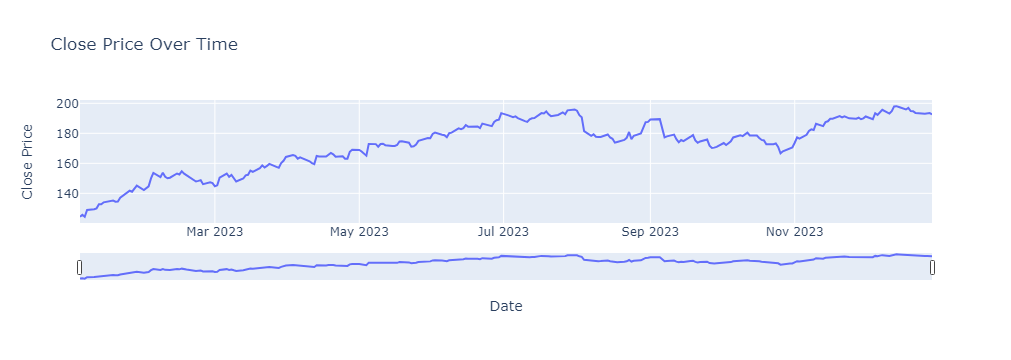 Close Price Over Time
Close Price
200
180
160
140
Mar 2023
May 2023
Jul 2023
Sep 2023
Nov 2023
Date